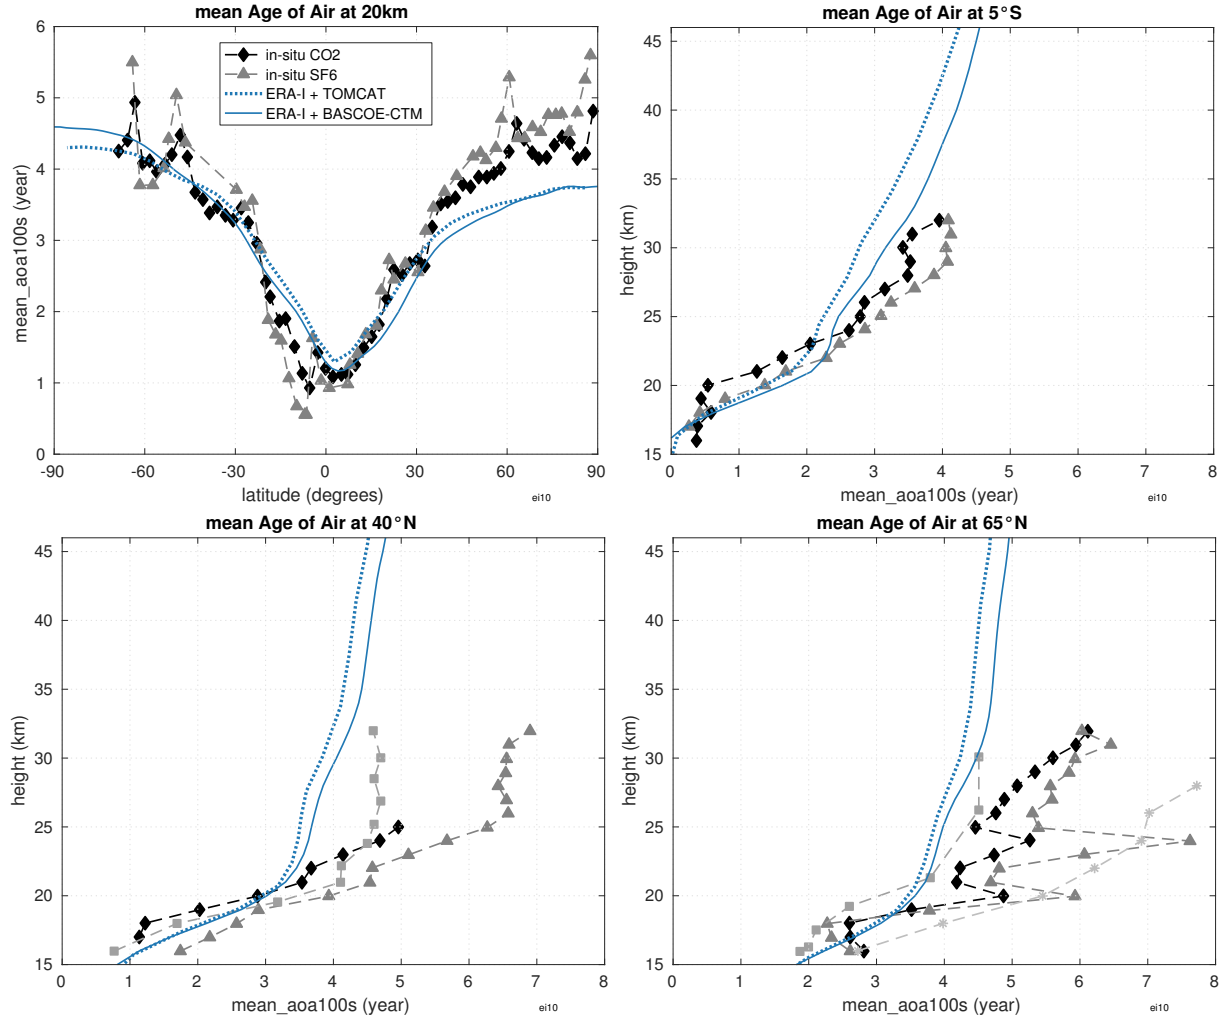 mean Age of Air at 20km
6
5
4
3
2
1
0
mean_aoa100s (year)
in-situ CO2
in-situ SF6
ERA-I + TOMCAT
ERA-I + BASCOE-CTM
-90 -60 -30 0 30 60 90
latitude (degrees)
ei10
mean Age of Air at 5°S
45
40
35
30
25
20
15
height (km)
0 1 2 3 4 5 6 7 8
mean_aoa100s (year)
ei10
mean Age of Air at 40°N
45
40
35
30
25
20
15
height (km)
0 1 2 3 4 5 6 7 8
mean_aoa100s (year)
ei10
mean Age of Air at 65°N
45
40
35
30
25
20
15
height (km)
0 1 2 3 4 5 6 7 8
mean_aoa100s (year)
ei10